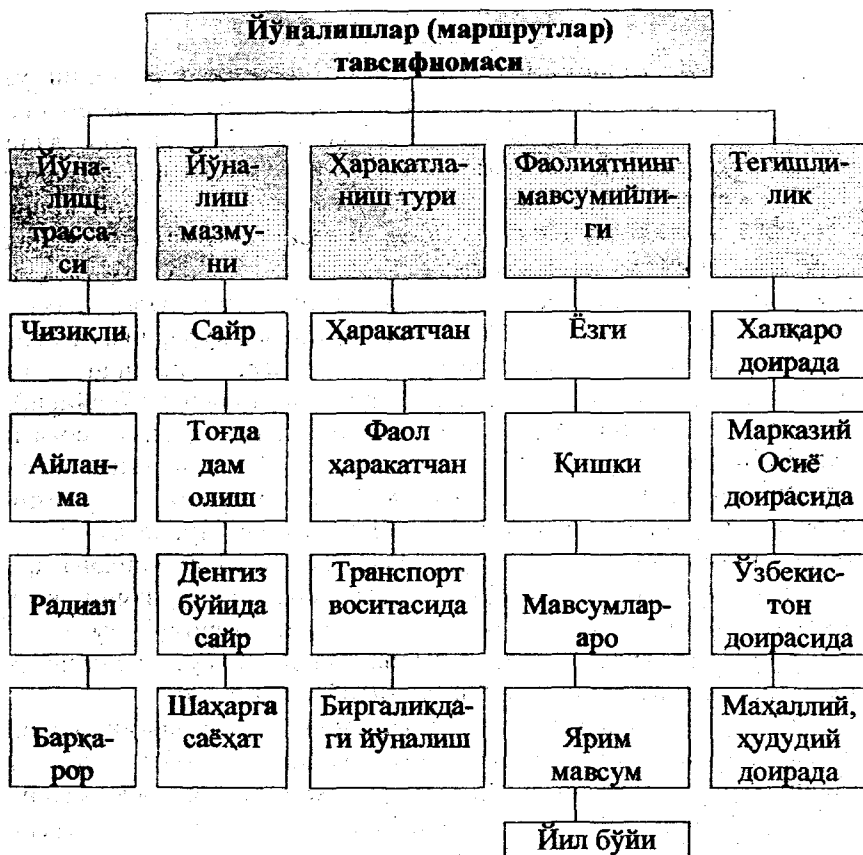 Йўналишлар (маршрутлар)
тавсифномаси
Йўна-
лиш
трасса-
си
Чизиқли
Айлан-
ма
Радиал
Барқа-
рор
Йўна-
лиш
мазму-
ни
Сайр
Тоғда
дам
олиш
Денгиз
бўйида
сайр
Шаҳарга
саёҳат
Ҳаракатла-
ниш тури
Ҳаракатчан
Фаол
ҳаракатчан
Транспорт
воситасида
Биргаликда-
ги йўналиш
Фаолиятнинг
мавсумийли-
ги
Ёзги
Қишки
Мавсумлар-
аро
Ярим
мавсум
Йил бўйи
Тегишли-
лик
Халқаро
доирада
Марказий
Осиё
доирасида
Ўзбекис-
тон
доирасида
Маҳаллий,
ҳудудий
доирада